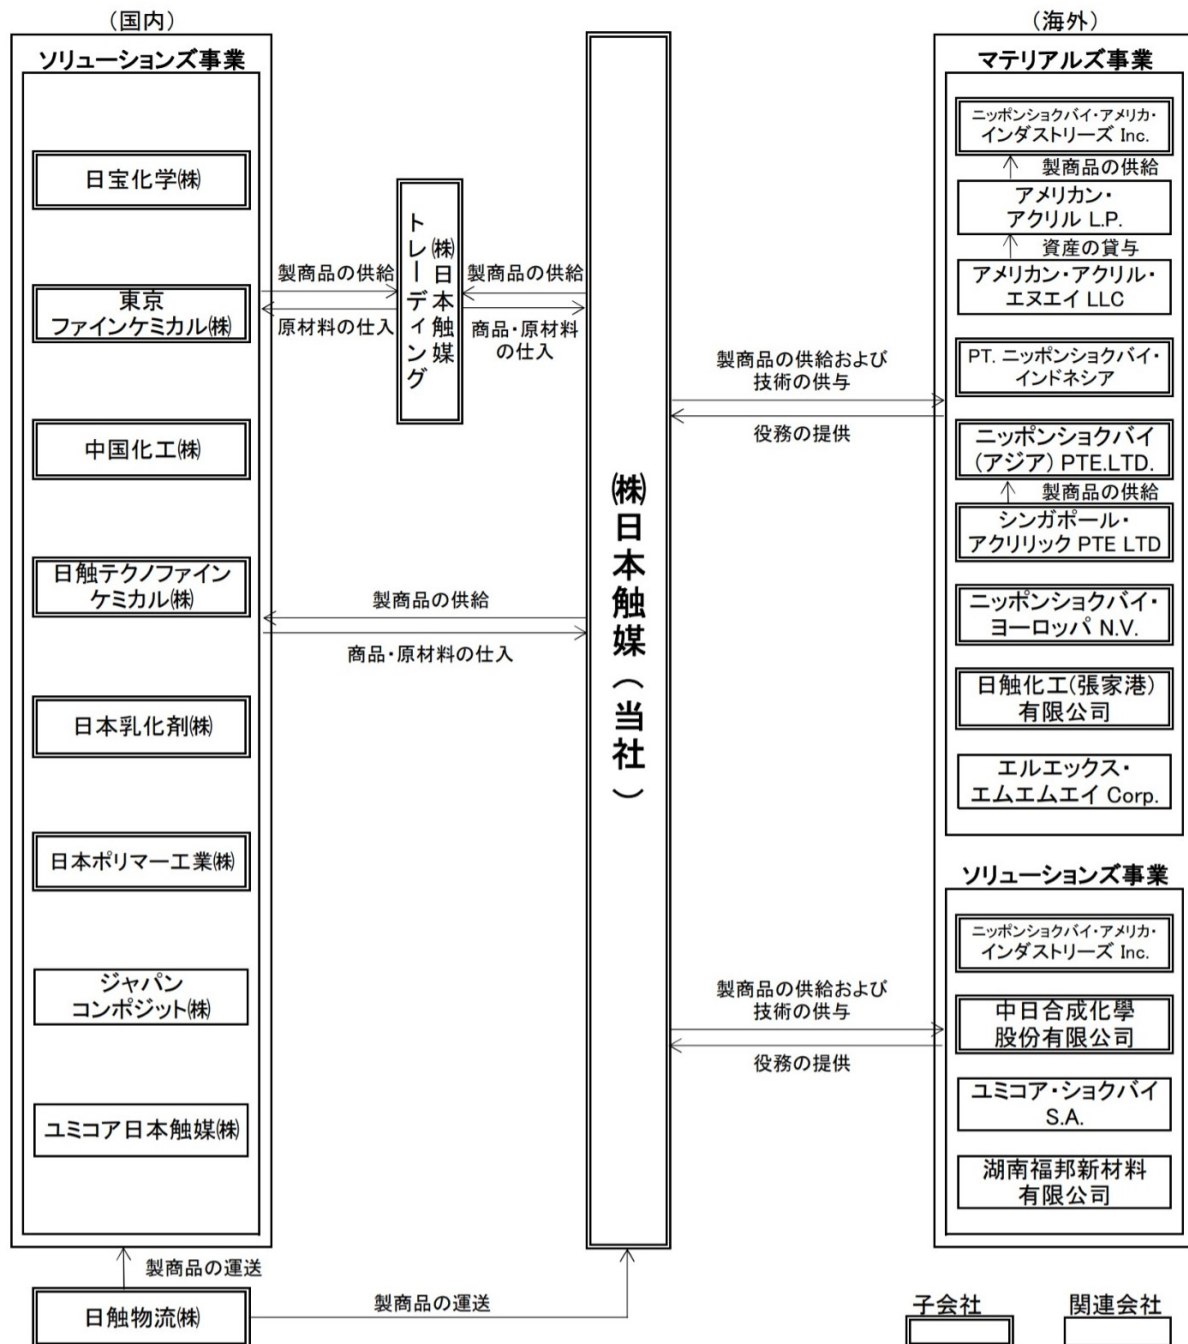 （国内）
ソリューションズ事業
日宝化学㈱
東京
ファインケミカル㈱
中国化工㈱
日触テクノファイン
ケミカル㈱
日本乳化剤㈱
日本ポリマー工業㈱
ジャパン
コンポジット㈱
ユミコア日本触媒㈱
製商品の運送
日触物流㈱
製商品の運送
製商品の供給
原材料の仕入
㈱日本触媒
トレーディング
製商品の供給
商品・原材料
の仕入
製商品の供給
商品・原材料の仕入
㈱日本触媒（当社）
製商品の供給および
技術の供与
役務の提供
製商品の供給および
技術の供与
役務の提供
（海外）
マテリアルズ事業
ニッポンショクバイ・アメリカ・
インダストリーズ Inc.
製商品の供給
アメリカン・
アクリル L.P.
資産の貸与
アメリカン・アクリル・
エヌエイ LLC
PT. ニッポンショクバイ・
インドネシア
ニッポンショクバイ
(アジア) PTE.LTD.
製商品の供給
シンガポール・
アクリリック PTE LTD
ニッポンショクバイ・
ヨーロッパ N.V.
日触化工(張家港)
有限公司
エルエックス・
エムエムエイ Corp.
ソリューションズ事業
ニッポンショクバイ・アメリカ・
インダストリーズ Inc.
中日合成化學
股份有限公司
ユミコア・ショクバイ
S.A.
湖南福邦新材料
有限公司
子会社
関連会社